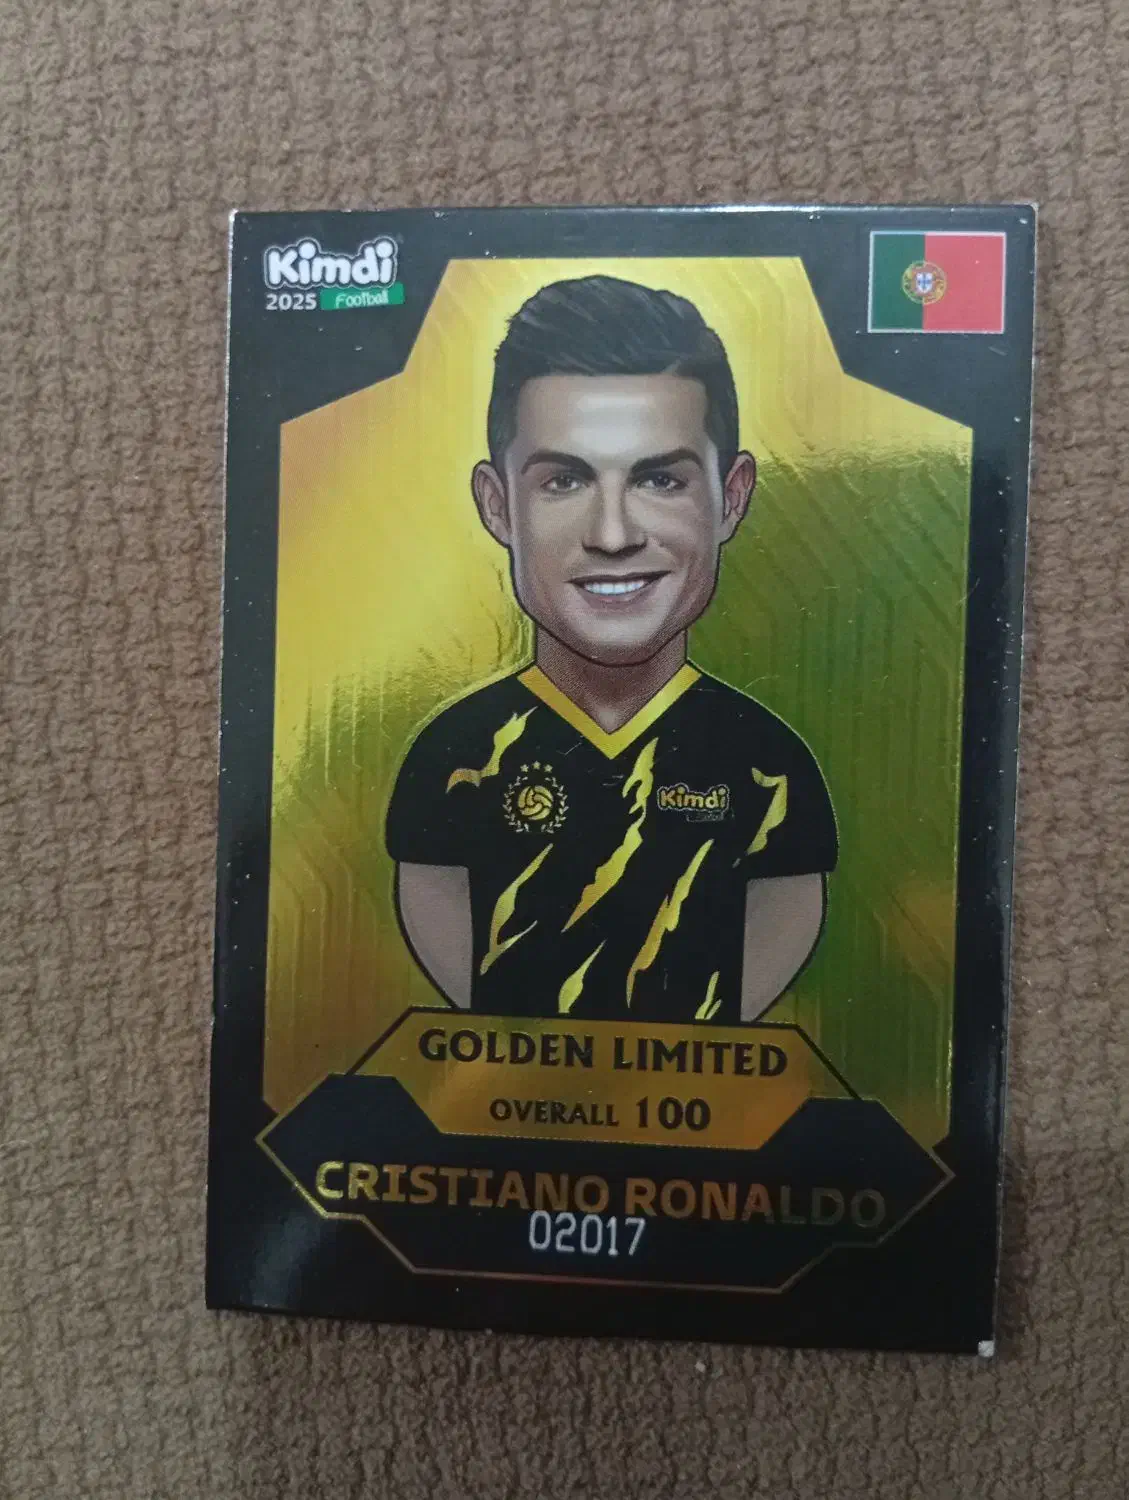 Kimdi
2025 Football
Kimdi
GOLDEN LIMITED
OVERALL 100
CRISTIANO RONALDO
02017